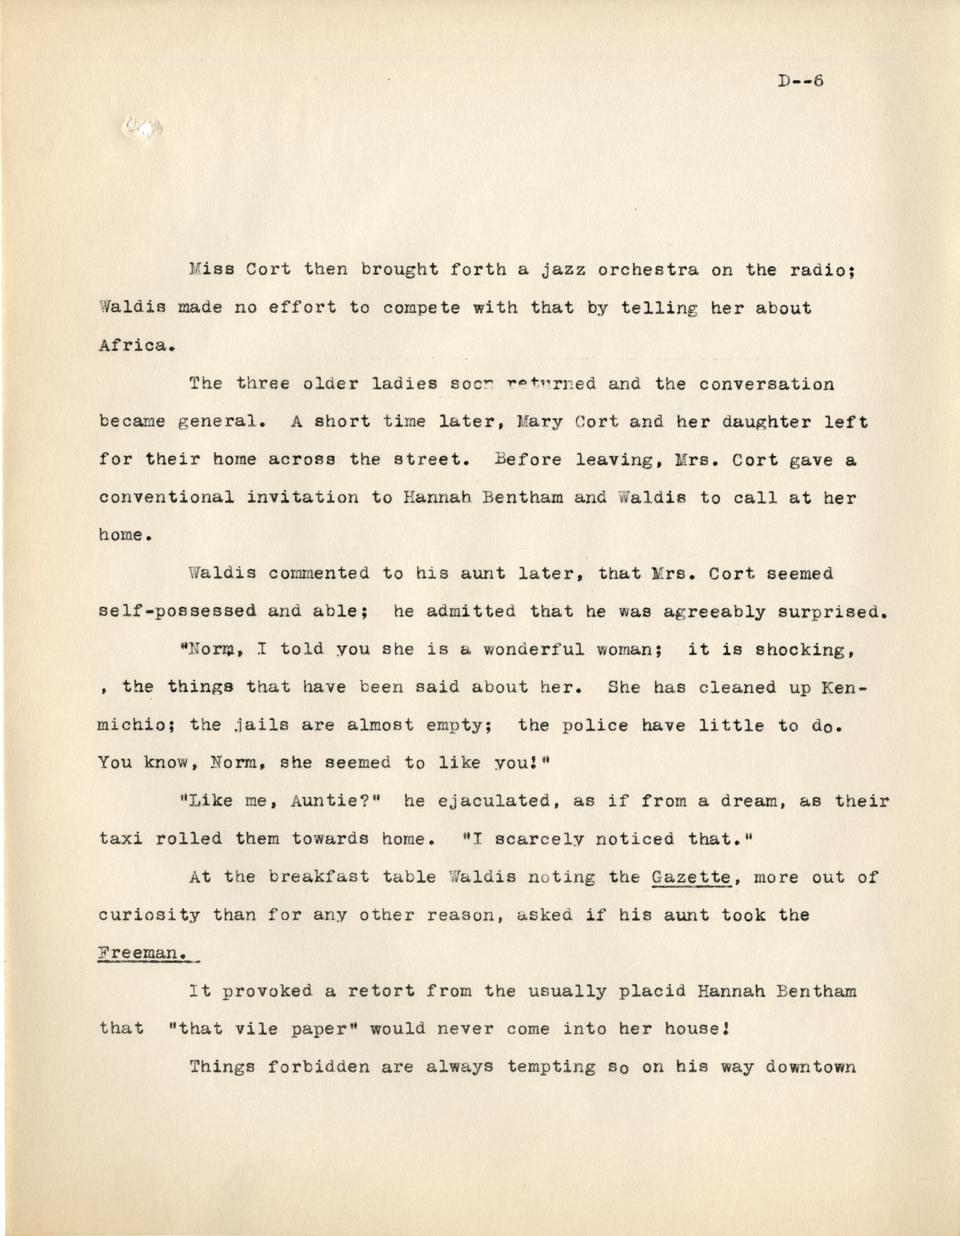 D--6
Miss Cort then brought forth a jazz orchestra on the radio;
Waldis made no effort to compete with that by telling her about
Africa.
The three older ladies soon returned and the conversation
became general.  A short time later, Mary Cort and her daughter left
for their home across the street.  Before leaving, Mrs. Cort gave a
conventional invitation to Hannah Bentham and Waldis to call at her
home.
Waldis commented to his aunt later, that Mrs. Cort seemed
self-possessed and able;  he admitted that he was agreeably surprised.
"Norm, I told you she is a wonderful woman;  it is shocking,
, the things that have been said about her.  She has cleaned up Ken-
michio; the jails are almost empty;  the police have little to do.
You know, Norm, she seemed to like you!"
"Like me, Auntie?"  he ejaculated, as if from a dream, as their
taxi rolled them towards home.  "I scarcely noticed that."
At the breakfast table Waldis noting the Gazette, more out of
curiosity than for any other reason, asked if his aunt took the
Freeman.
It provoked a retort from the usually placid Hannah Bentham
that  "that vile paper" would never come into her house!
Things forbidden are always tempting so on his way downtown